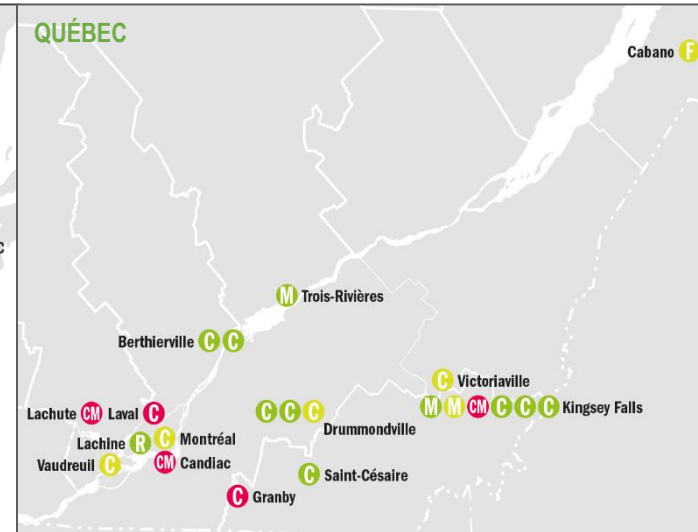 QUÉBEC
Cabano F
C
M Trois-Rivières
Berthierville C C
C Victoriaville
Lachute CM Laval C
C C C
Drummondville
M M CM C C C Kingsey Falls
Lachine R C Montréal
Vaudreuil C CM Candiac
C Saint-Césaire
C Granby